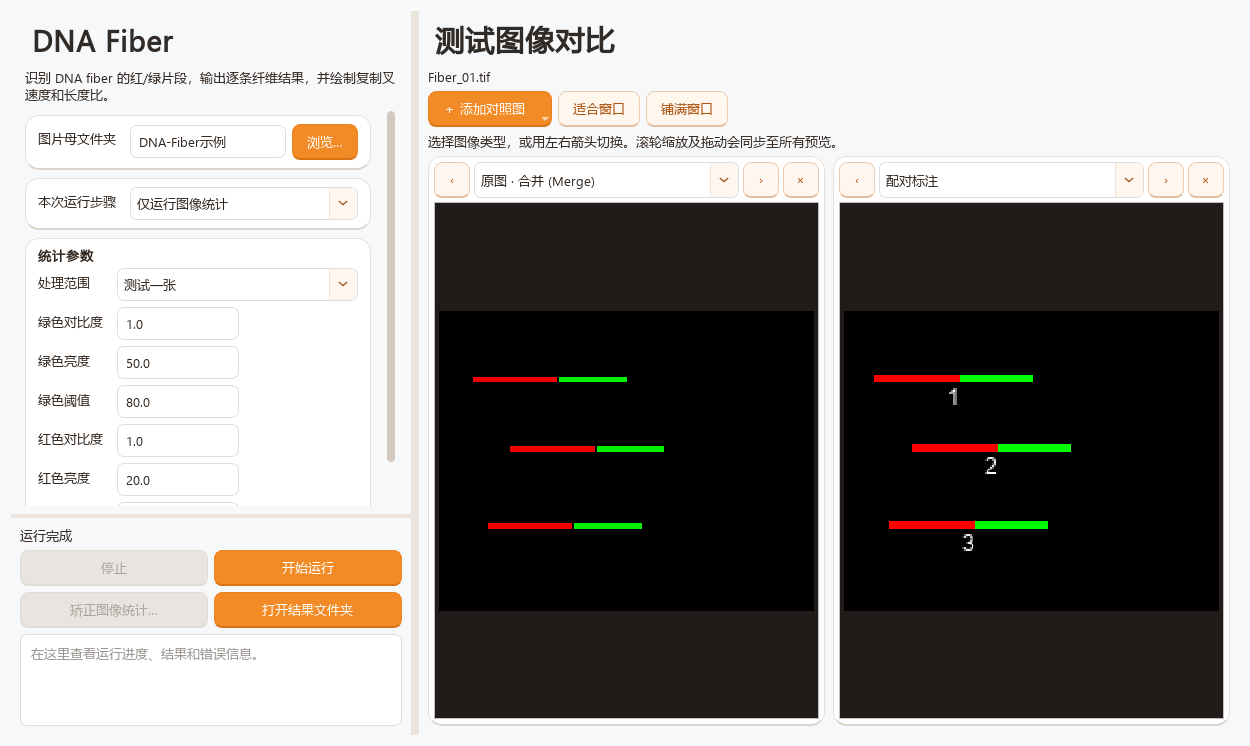 DNA Fiber
识别 DNA fiber 的红/绿片段，输出逐条纤维结果，并绘制复制叉
速度和长度比。
图片母文件夹
DNA-Fiber示例
浏览...
本次运行步骤
仅运行图像统计
统计参数
处理范围
测试一张
绿色对比度
1.0
绿色亮度
50.0
绿色阈值
80.0
红色对比度
1.0
红色亮度
20.0
运行完成
停止
开始运行
矫正图像统计...
打开结果文件夹
在这里查看运行进度、结果和错误信息。
测试图像对比
Fiber_01.tif
+ 添加对照图
适合窗口
铺满窗口
选择图像类型，或用左右箭头切换。滚轮缩放及拖动会同步至所有预览。
‹
原图 · 合并 (Merge)
›
×
‹
配对标注
›
×
1
2
3